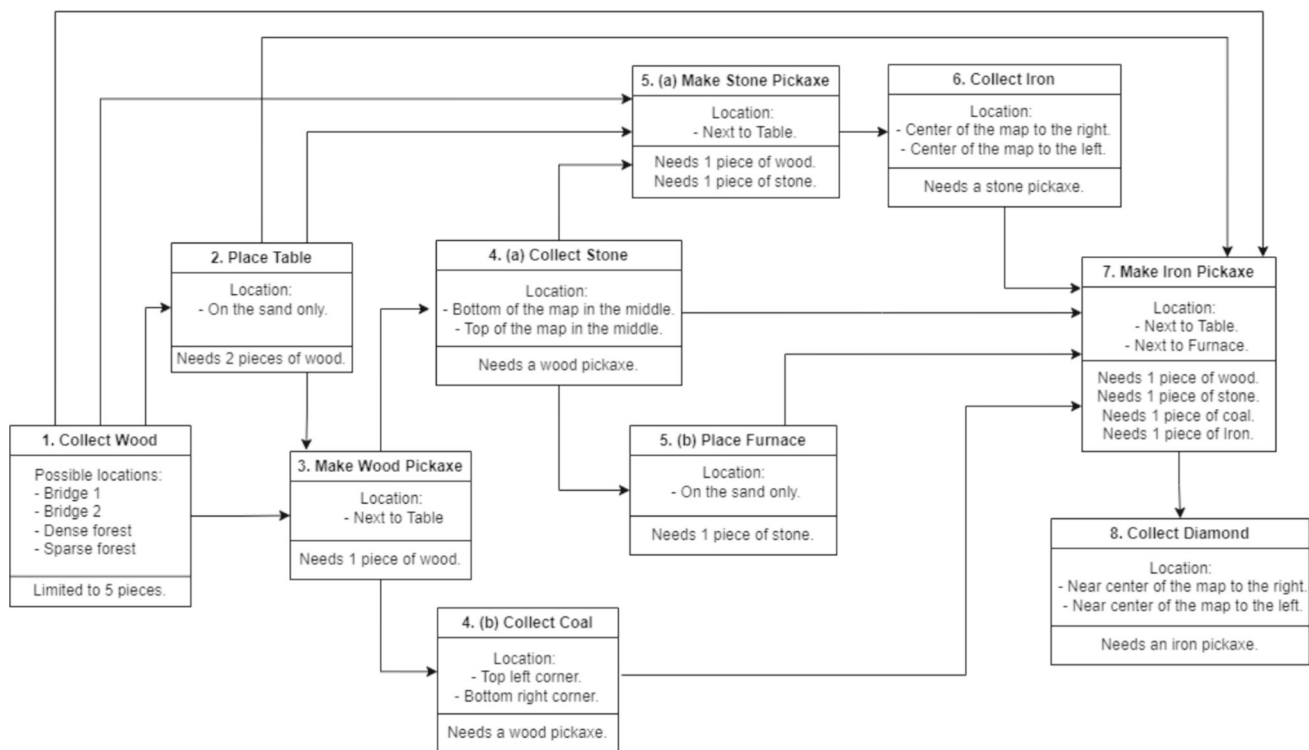 1. Collect Wood
Possible locations:
- Bridge 1
- Bridge 2
- Dense forest
- Sparse forest
Limited to 5 pieces.
2. Place Table
Location:
- On the sand only.
Needs 2 pieces of wood.
3. Make Wood Pickaxe
Location:
- Next to Table
Needs 1 piece of wood.
4. (a) Collect Stone
Location:
- Bottom of the map in the middle.
- Top of the map in the middle.
Needs a wood pickaxe.
4. (b) Collect Coal
Location:
- Top left corner.
- Bottom right corner.
Needs a wood pickaxe.
5. (a) Make Stone Pickaxe
Location:
- Next to Table.
Needs 1 piece of wood.
Needs 1 piece of stone.
5. (b) Place Furnace
Location:
- On the sand only.
Needs 1 piece of stone.
6. Collect Iron
Location:
- Center of the map to the right.
- Center of the map to the left.
Needs a stone pickaxe.
7. Make Iron Pickaxe
Location:
- Next to Table.
- Next to Furnace.
Needs 1 piece of wood.
Needs 1 piece of stone.
Needs 1 piece of coal.
Needs 1 piece of Iron.
8. Collect Diamond
Location:
- Near center of the map to the right.
- Near center of the map to the left.
Needs an iron pickaxe.